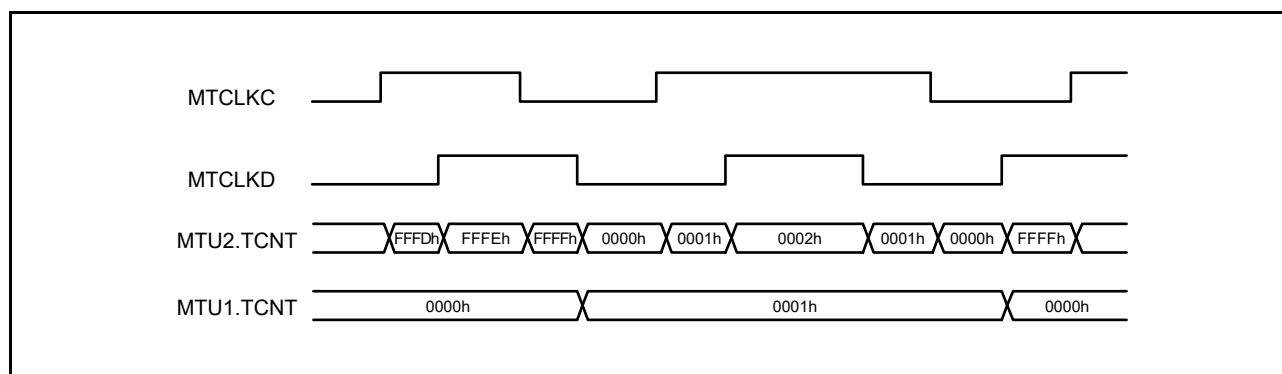 MTCLKC
MTCLKD
MTU2.TCNT FFFDh FFFEh FFFFh 0000h 0001h 0002h 0001h 0000h FFFFh
MTU1.TCNT 0000h 0001h 0000h